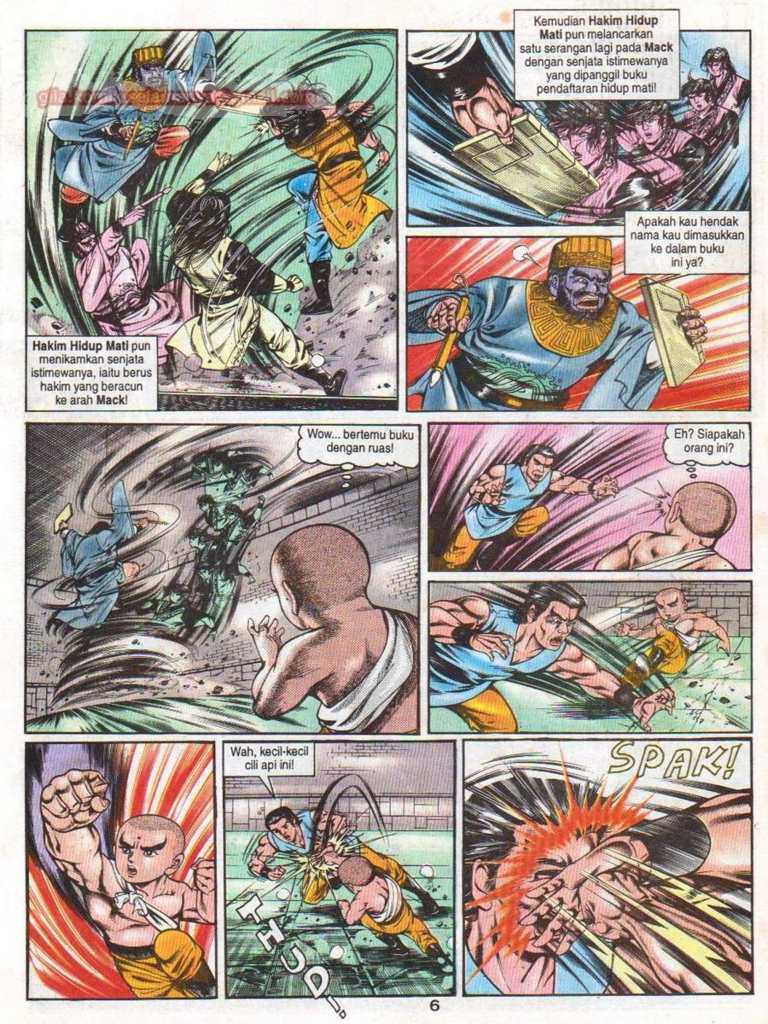 Hakim Hidup Mati pun
menikamkan senjata
istimewanya, iaitu berus
hakim yang beracun
ke arah Mack!
Kemudian Hakim Hidup
Mati pun melancarkan
satu serangan lagi pada Mack
dengan senjata istimewanya
yang dipanggil buku
pendaftaran hidup mati!
Apakah kau hendak
nama kau dimasukkan
ke dalam buku
ini ya?
Wow... bertemu buku
dengan ruas!
Eh? Siapakah
orang ini?
Wah, kecil-kecil
cili api ini!
THUD!
SPAK!
6